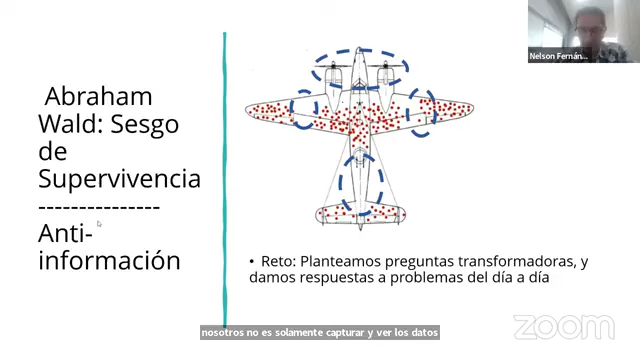 Nelson Fernán...
Abraham
Wald: Sesgo
de
Supervivencia
---------------
Anti-
información
• Reto: Planteamos preguntas transformadoras, y
damos respuestas a problemas del día a día
nosotros no es solamente capturar y ver los datos
zoom